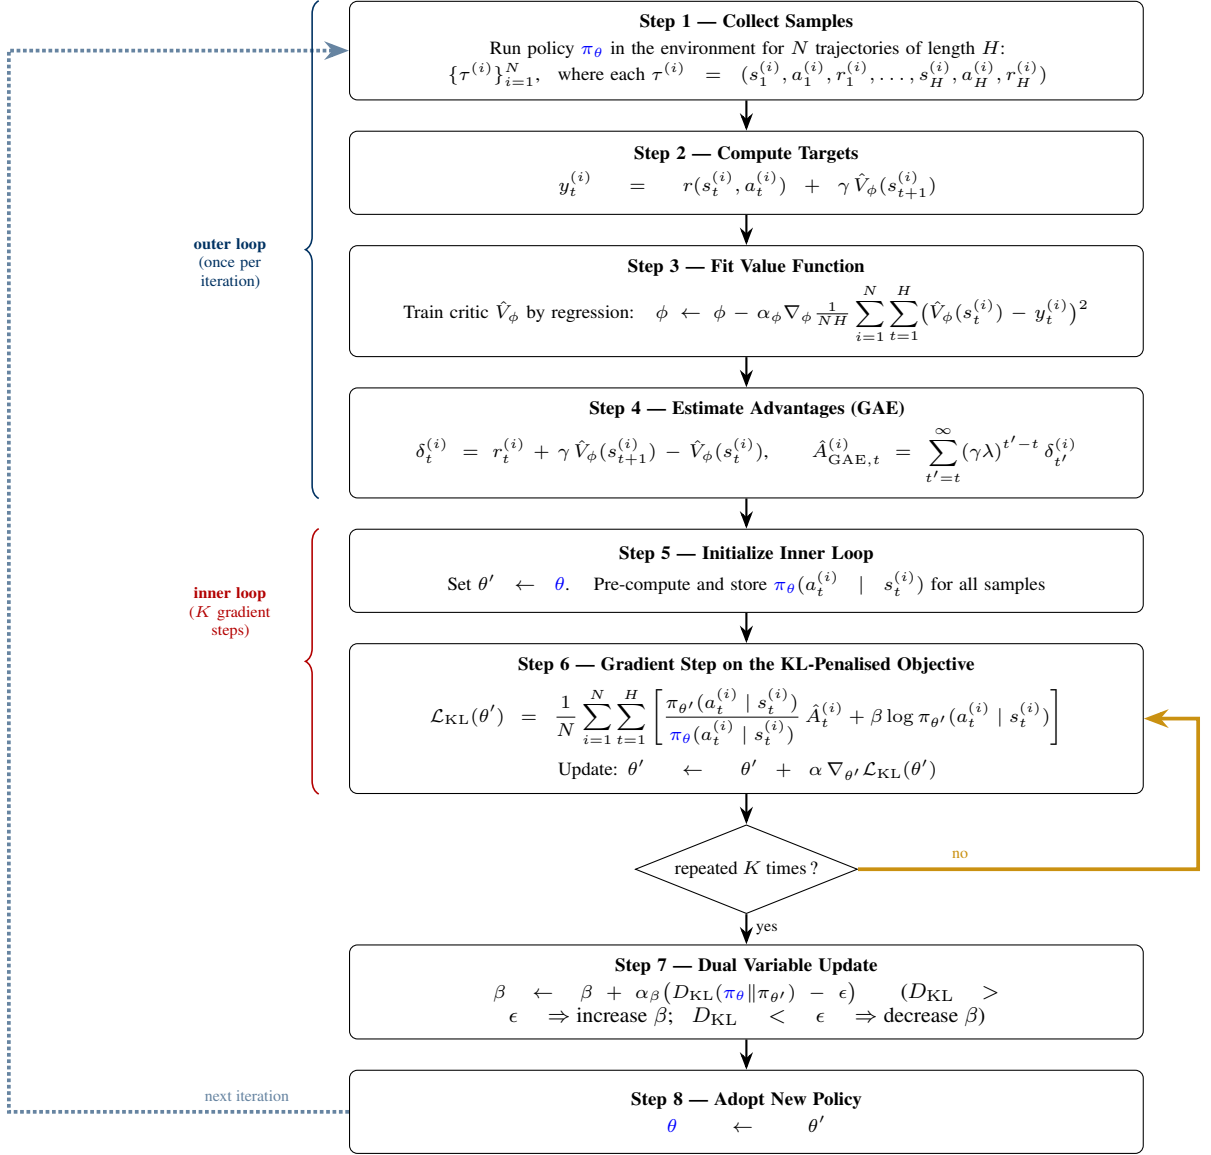 Step 1 — Collect Samples
Run policy π_θ in the environment for N trajectories of length H:
{τ^(i)}_{i=1}^N, where each τ^(i) = (s_1^(i), a_1^(i), r_1^(i), . . . , s_H^(i), a_H^(i), r_H^(i))
Step 2 — Compute Targets
y_t^(i) = r(s_t^(i), a_t^(i)) + γ V̂_ϕ(s_{t+1}^(i))
outer loop
(once per
iteration)
Step 3 — Fit Value Function
Train critic V̂_ϕ by regression: ϕ ← ϕ − α_ϕ ∇_ϕ 1/NH ∑_{i=1}^N ∑_{t=1}^H (V̂_ϕ(s_t^(i)) − y_t^(i))^2
Step 4 — Estimate Advantages (GAE)
δ_t^(i) = r_t^(i) + γ V̂_ϕ(s_{t+1}^(i)) − V̂_ϕ(s_t^(i)), Â_{GAE,t}^(i) = ∑_{t′=t}^∞ (γλ)^{t′−t} δ_{t′}^(i)
Step 5 — Initialize Inner Loop
Set θ′ ← θ. Pre-compute and store π_θ(a_t^(i) | s_t^(i)) for all samples
inner loop
(K gradient
steps)
Step 6 — Gradient Step on the KL-Penalised Objective
ℒ_KL(θ′) = 1/N ∑_{i=1}^N ∑_{t=1}^H [ π_θ′(a_t^(i) | s_t^(i)) / π_θ(a_t^(i) | s_t^(i)) Â_t^(i) + β log π_θ′(a_t^(i) | s_t^(i)) ]
Update: θ′ ← θ′ + α ∇_θ′ ℒ_KL(θ′)
repeated K times ?
no
yes
Step 7 — Dual Variable Update
β ← β + α_β(D_KL(π_θ‖π_θ′) − ϵ) (D_KL >
ϵ ⇒ increase β; D_KL < ϵ ⇒ decrease β)
next iteration
Step 8 — Adopt New Policy
θ ← θ′